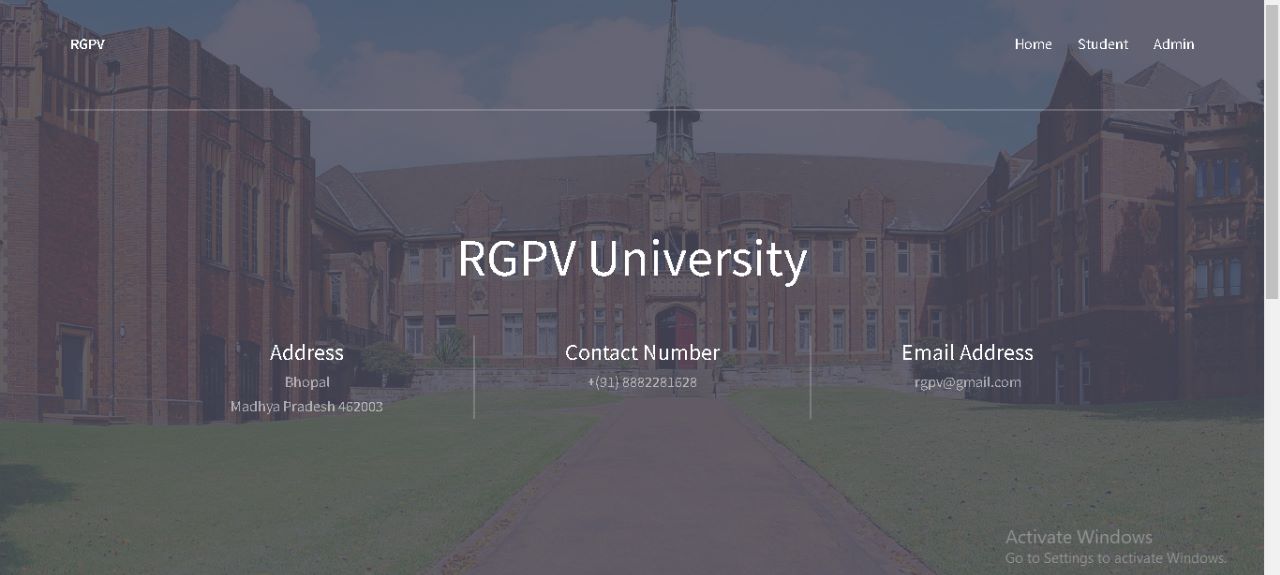 RGPV
Home Student Admin
RGPV University
Address
Bhopal
Madhya Pradesh 462003
Contact Number
+(91) 8882281628
Email Address
rgpv@gmail.com
Activate Windows
Go to Settings to activate Windows.